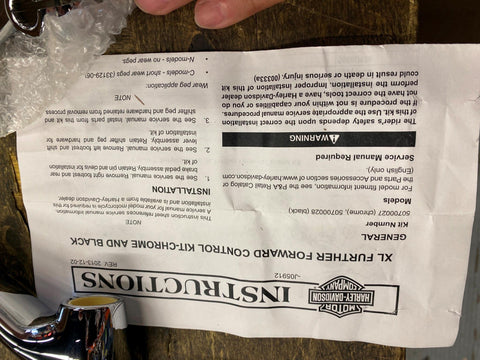 MOTOR
HARLEY-DAVIDSON
COMPANY
INSTRUCTIONS
-J05912
REV. 2013-12-02
XL FURTHER FORWARD CONTROL KIT-CHROME AND BLACK
GENERAL
Kit Number
50700022 (chrome), 50700023 (black)
Models
For model fitment information, see the P&A Retail Catalog or
the Parts and Accessories section of www.harley-davidson.com
(English only).
Service Manual Required
WARNING
The rider's safety depends upon the correct installation
of this kit. Use the appropriate service manual procedures.
If the procedure is not within your capabilities or you do
not have the correct tools, have a Harley-Davidson dealer
perform the installation. Improper installation of this kit
could result in death or serious injury. (00333a)
This instruction sheet references service manual information.
A service manual for your model motorcycle is required for this
installation and is available from a Harley-Davidson dealer.
INSTALLATION
1. See the service manual. Remove right footrest and rear
brake pedal assembly. Retain pin and clevis for installation
of kit.
2. See the service manual. Remove left footrest and shift
lever assembly. Retain shifter peg and hardware for
installation of kit.
3. See the service manual. Install parts from this kit and
shifter peg and hardware retained from removal process.
NOTE
Wear peg application:
• C-models - short wear pegs (33129-06)
• N-models - no wear pegs.
NOTE